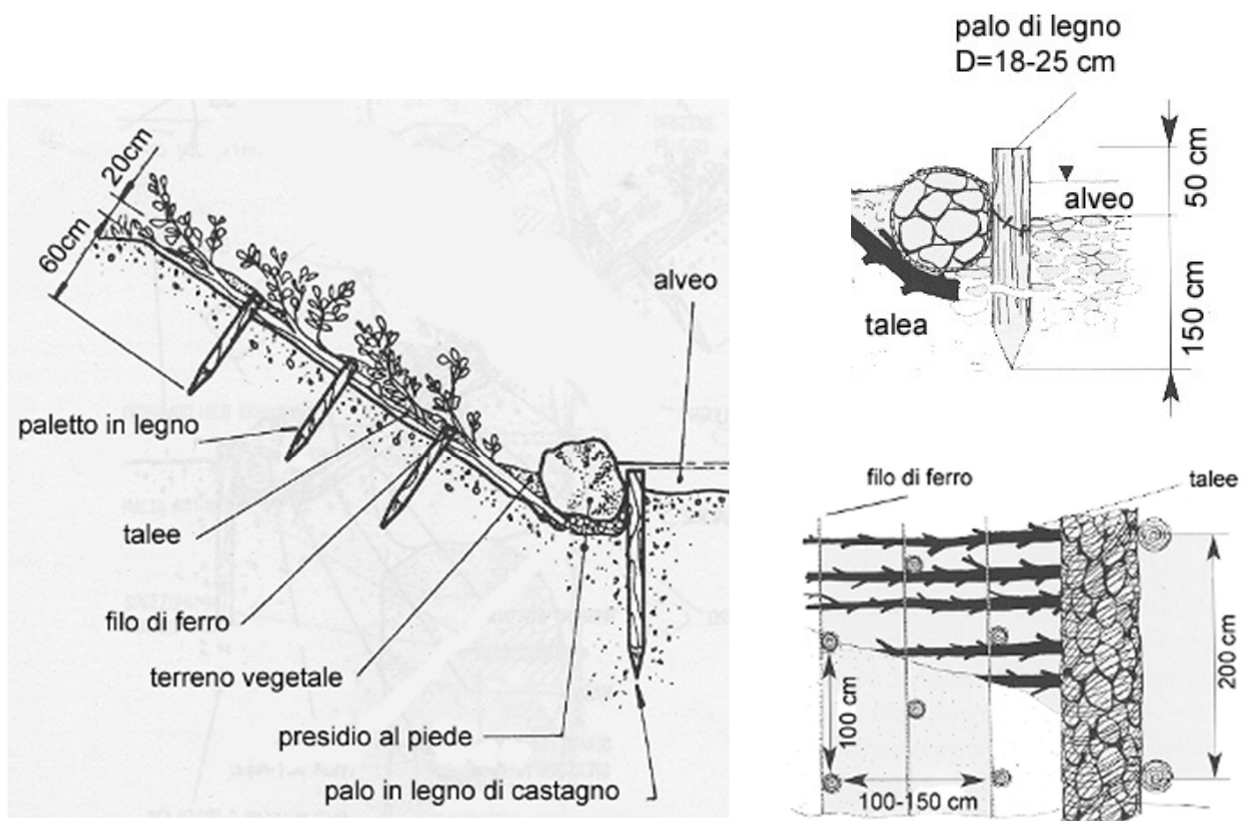 20cm
60cm
alveo
paletto in legno
talee
filo di ferro
terreno vegetale
presidio al piede
palo in legno di castagno
palo di legno
D=18-25 cm
50 cm
alveo
talea
150 cm
filo di ferro
talee
200 cm
100 cm
100-150 cm